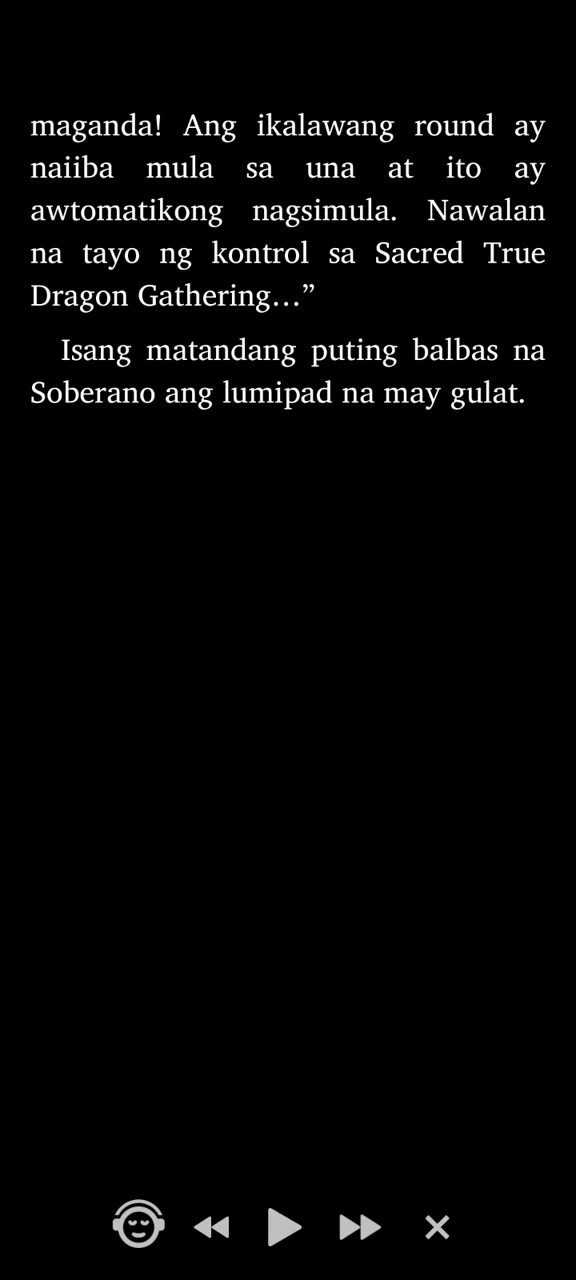 maganda! Ang ikalawang round ay
naiiba mula sa una at ito ay
awtomatikong nagsimula. Nawalan
na tayo ng kontrol sa Sacred True
Dragon Gathering…”
Isang matandang puting balbas na
Soberano ang lumipad na may gulat.